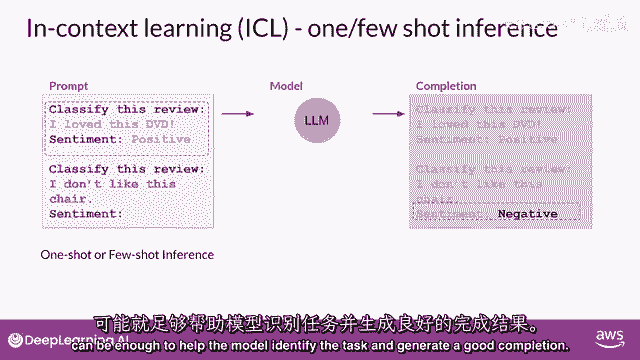 In-context learning (ICL) - one/few shot inference
Prompt
Model
Completion
Classify this review:
I loved this DVD!
Sentiment: Positive
Classify this review:
I don't like this
chair.
Sentiment:
LLM
Classify this review:
I loved this DVD!
Sentiment: Positive
Classify this review:
I don't like this
chair.
Sentiment: Negative
One-shot or Few-shot Inference
可能就足够帮助模型识别任务并生成良好的完成结果。
can be enough to help the model identify the task and generate a good completion.
DeepLearning.AI
aws